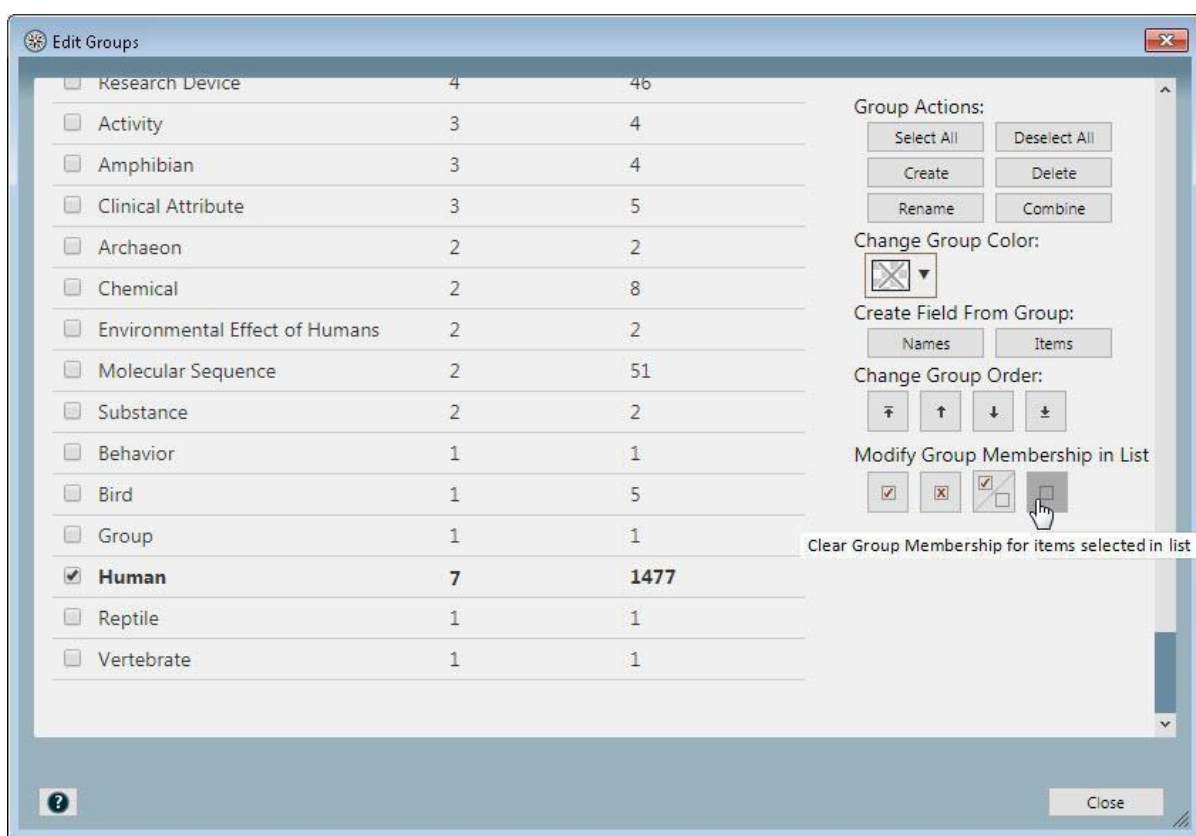 Edit Groups
Research Device 4 46
Activity 3 4
Amphibian 3 4
Clinical Attribute 3 5
Archaeon 2 2
Chemical 2 8
Environmental Effect of Humans 2 2
Molecular Sequence 2 51
Substance 2 2
Behavior 1 1
Bird 1 5
Group 1 1
Human 7 1477
Reptile 1 1
Vertebrate 1 1
Group Actions:
Select All Deselect All
Create Delete
Rename Combine
Change Group Color:
Create Field From Group:
Names Items
Change Group Order:
Modify Group Membership in List
Clear Group Membership for items selected in list
?
Close